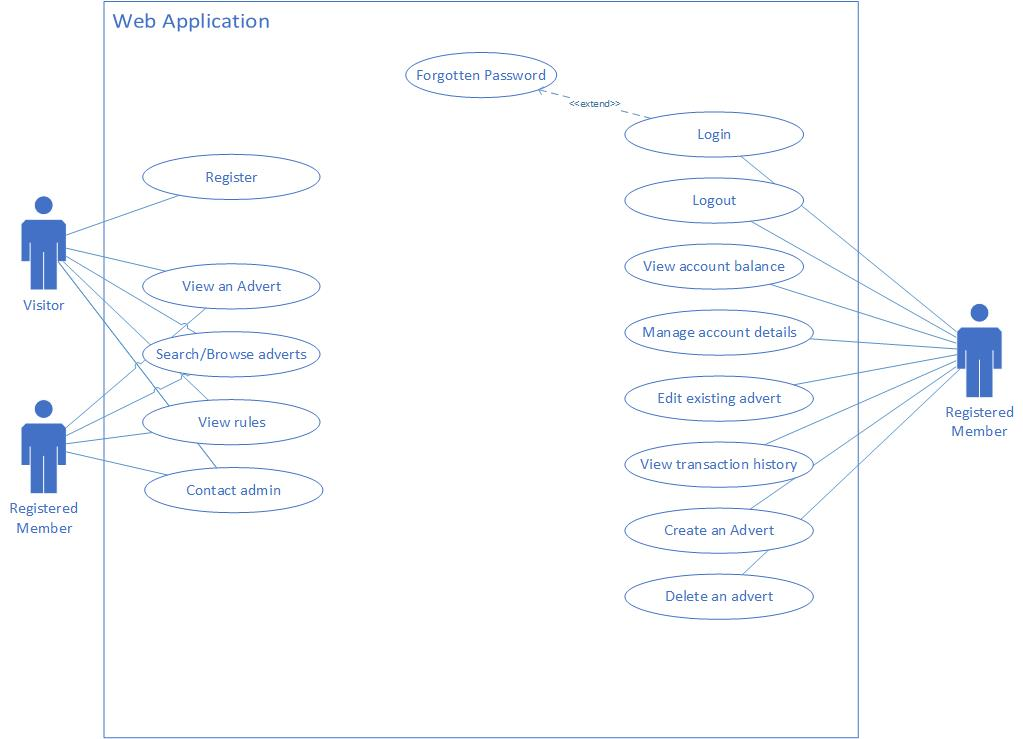 Web Application
Forgotten Password
<<extend>>
Login
Register
Logout
View account balance
View an Advert
Visitor
Manage account details
Search/Browse adverts
Edit existing advert
Registered
Member
View rules
View transaction history
Contact admin
Registered
Member
Create an Advert
Delete an advert